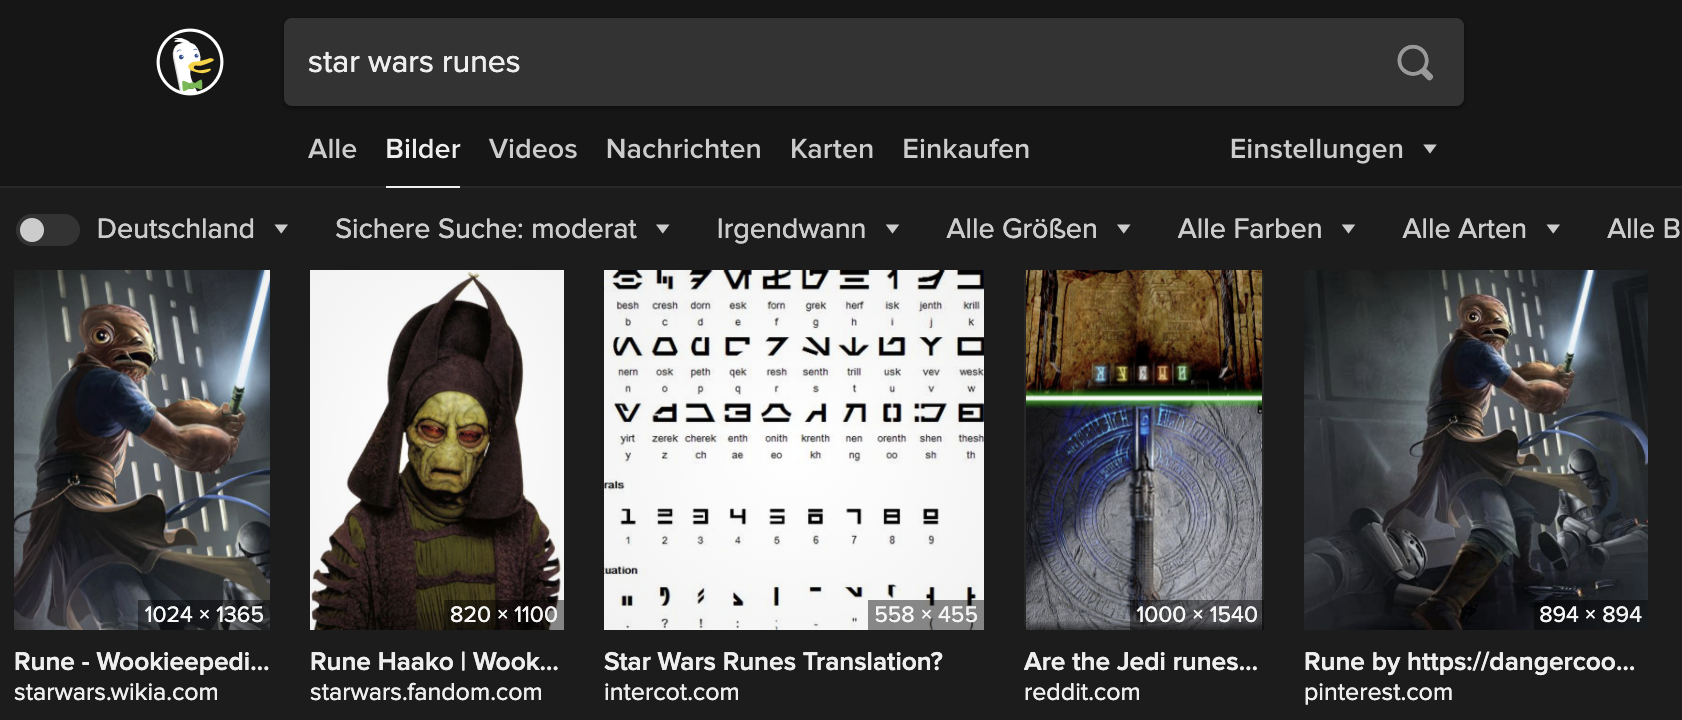 star wars runes
Alle Bilder Videos Nachrichten Karten Einkaufen Einstellungen
Deutschland Sichere Suche: moderat Irgendwann Alle Größen Alle Farben Alle Arten Alle B
besh cresh dorn esk forn grek herf isk jenth krill
b c d e f g h i j k
nern osk peth qek resh senth trill usk vev wesk
n o p q r s t u v w
yirt zerek cherek enth onith krenth nen orenth shen thesh
y z ch ae eo kh ng oo sh th
rals
1 2 3 4 5 6 7 8 9
uation
. ? ! : ; - "
1024 × 1365 820 × 1100 558 × 455 1000 × 1540 894 × 894
Rune - Wookieepedi... Rune Haako | Wook... Star Wars Runes Translation? Are the Jedi runes... Rune by https://dangercoo...
starwars.wikia.com starwars.fandom.com intercot.com reddit.com pinterest.com